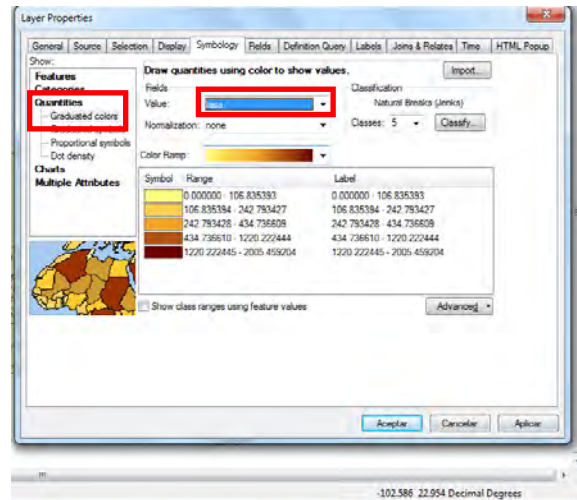 Layer Properties
General Source Selection Display Symbology Fields Definition Query Labels Joins & Relates Time HTML Popup
Show:
Features
Categories
Quantities
Graduated colors
Proportional symbols
Dot density
Charts
Multiple Attributes
Draw quantities using color to show values.
Import...
Fields
Value:
Normalization: none
Classification
Natural Breaks (Jenks)
Classes: 5 Classify...
Color Ramp:
Symbol Range Label
0.000000 - 106.835393 0.000000 - 106.835393
106.835394 - 242.793427 106.835394 - 242.793427
242.793428 - 434.736609 242.793428 - 434.736609
434.736610 - 1220.222444 434.736610 - 1220.222444
1220.222445 - 2005.459204 1220.222445 - 2005.459204
Show class ranges using feature values
Advanced
Aceptar Cancelar Aplicar
-102.586 22.954 Decimal Degrees